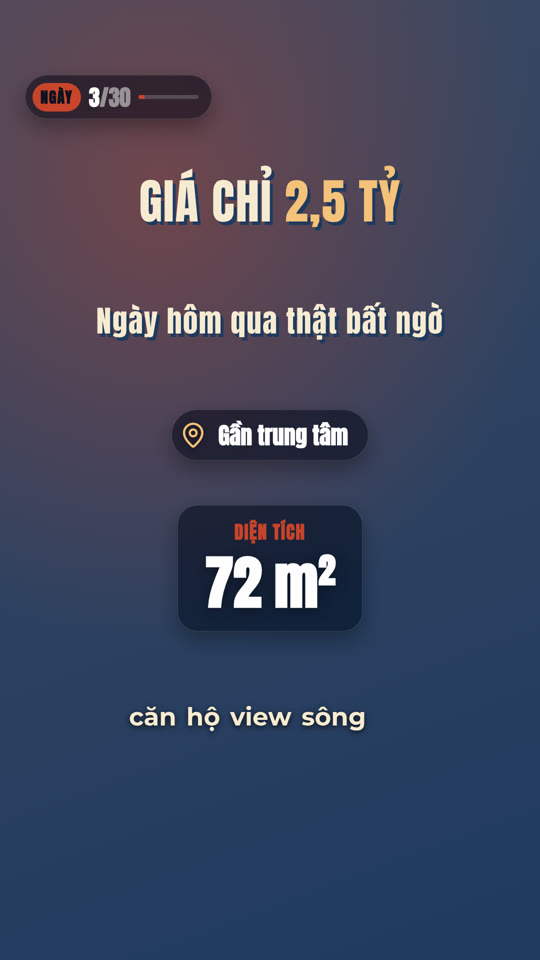 NGÀY 3/30
GIÁ CHỈ 2,5 TỶ
Ngày hôm qua thật bất ngờ
Gần trung tâm
DIỆN TÍCH
72 m²
căn hộ view sông